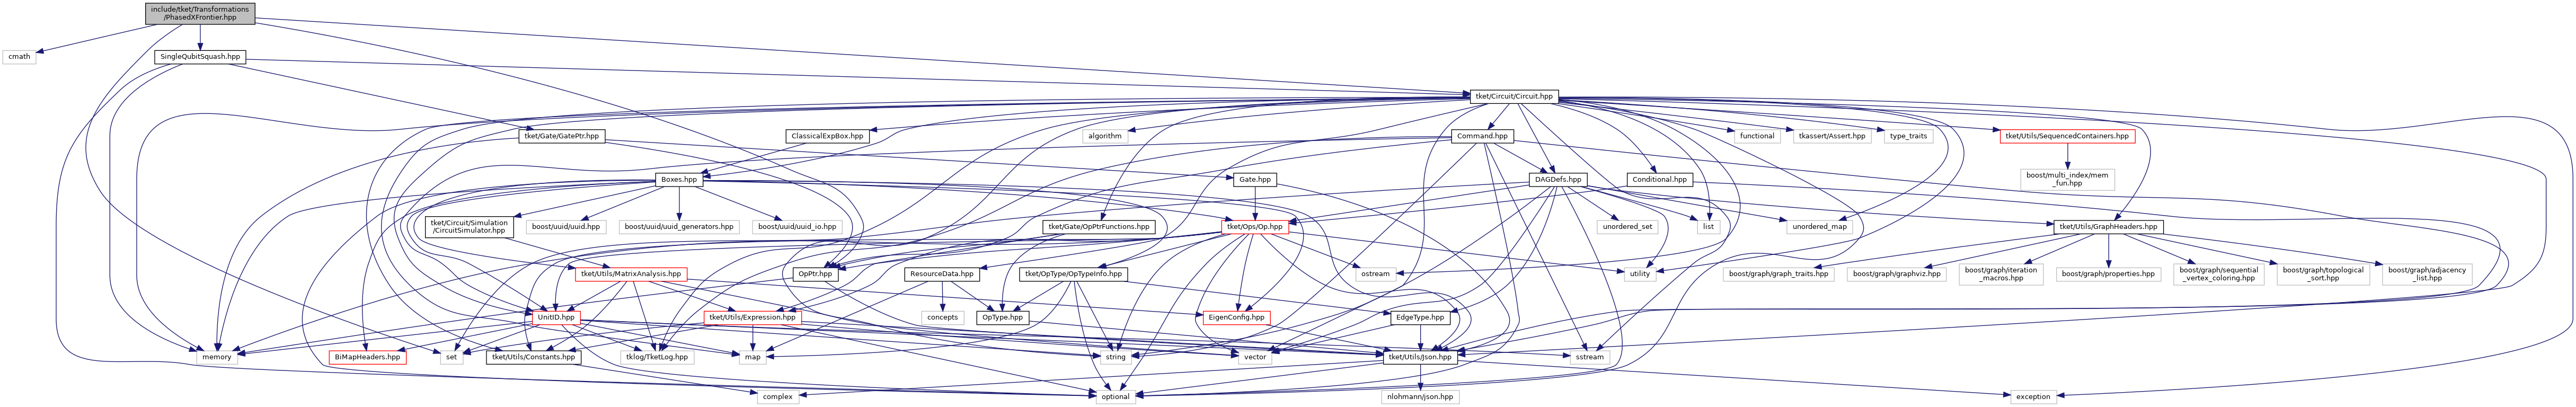 include/tket/Transformations
/PhasedXFrontier.hpp
cmath
SingleQubitSquash.hpp
tket/Circuit/Circuit.hpp
tket/Gate/GatePtr.hpp
ClassicalExpBox.hpp
algorithm
Command.hpp
functional
tkassert/Assert.hpp
type_traits
tket/Utils/SequencedContainers.hpp
Boxes.hpp
Gate.hpp
DAGDefs.hpp
Conditional.hpp
boost/multi_index/mem
_fun.hpp
tket/Circuit/Simulation
/CircuitSimulator.hpp
boost/uuid/uuid.hpp
boost/uuid/uuid_generators.hpp
boost/uuid/uuid_io.hpp
tket/Gate/OpPtrFunctions.hpp
tket/Ops/Op.hpp
unordered_set
list
unordered_map
tket/Utils/GraphHeaders.hpp
tket/Utils/MatrixAnalysis.hpp
OpPtr.hpp
ResourceData.hpp
tket/OpType/OpTypeInfo.hpp
ostream
utility
boost/graph/graph_traits.hpp
boost/graph/graphviz.hpp
boost/graph/iteration
_macros.hpp
boost/graph/properties.hpp
boost/graph/sequential
_vertex_coloring.hpp
boost/graph/topological
_sort.hpp
boost/graph/adjacency
_list.hpp
UnitID.hpp
tket/Utils/Expression.hpp
concepts
OpType.hpp
EigenConfig.hpp
EdgeType.hpp
memory
BiMapHeaders.hpp
set
tket/Utils/Constants.hpp
tklog/TketLog.hpp
map
string
vector
tket/Utils/Json.hpp
sstream
complex
optional
nlohmann/json.hpp
exception